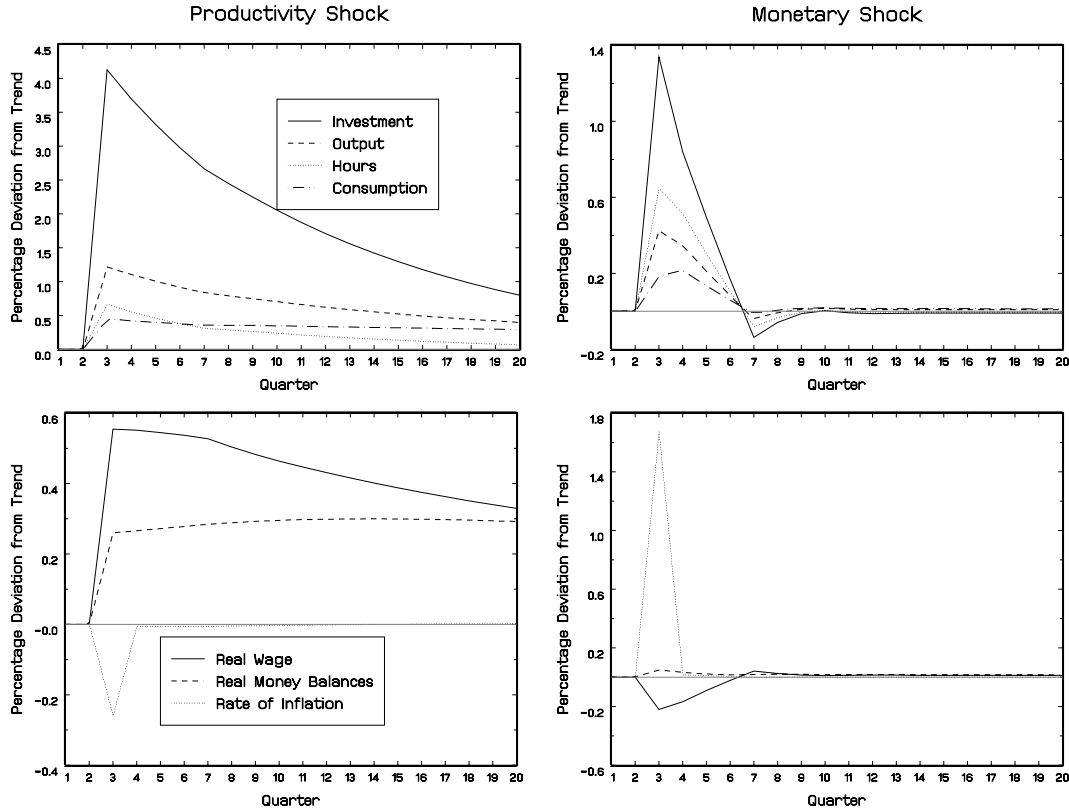 Productivity Shock
Percentage Deviation from Trend
4.5
4.0
3.5
3.0
2.5
2.0
1.5
1.0
0.5
0.0
Investment
Output
Hours
Consumption
1 2 3 4 5 6 7 8 9 10 11 12 13 14 15 16 17 18 19 20
Quarter
Monetary Shock
Percentage Deviation from Trend
1.4
1.0
0.6
0.2
-0.2
1 2 3 4 5 6 7 8 9 10 11 12 13 14 15 16 17 18 19 20
Quarter
Percentage Deviation from Trend
0.6
0.4
0.2
-0.0
-0.2
-0.4
Real Wage
Real Money Balances
Rate of Inflation
1 2 3 4 5 6 7 8 9 10 11 12 13 14 15 16 17 18 19 20
Quarter
Percentage Deviation from Trend
1.8
1.4
1.0
0.6
0.2
-0.2
-0.6
1 2 3 4 5 6 7 8 9 10 11 12 13 14 15 16 17 18 19 20
Quarter